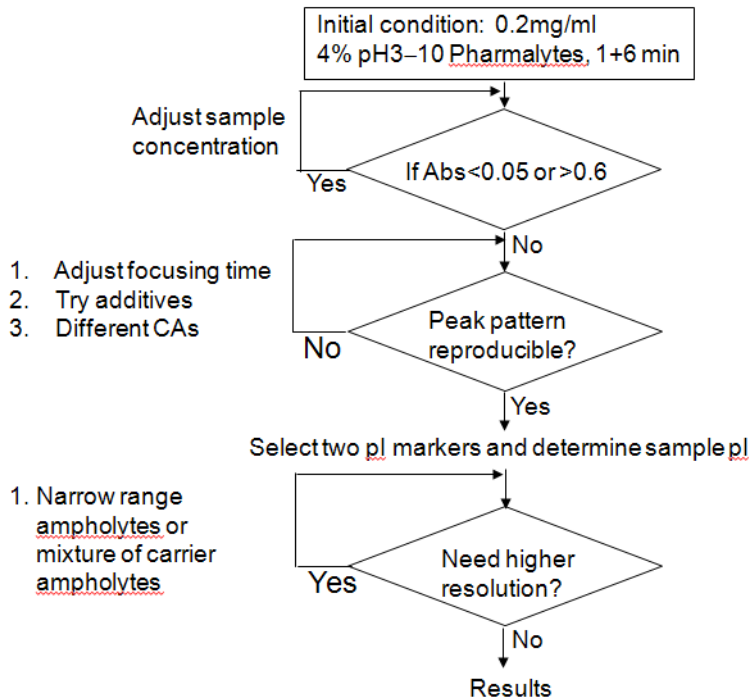 Initial condition: 0.2mg/ml
4% pH3–10 Pharmalytes, 1+6 min
Adjust sample
concentration
If Abs<0.05 or >0.6
Yes
No
1. Adjust focusing time
2. Try additives
3. Different CAs
Peak pattern
reproducible?
No
Yes
Select two pI markers and determine sample pI
1. Narrow range
ampholytes or
mixture of carrier
ampholytes
Need higher
resolution?
Yes
No
Results